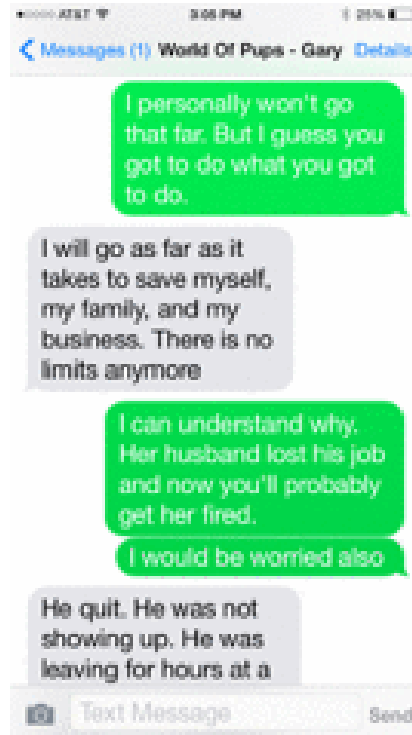 AT&T 3:05 PM 25%
Messages (1) World Of Pups - Gary Details
I personally won't go
that far. But I guess you
got to do what you got
to do.
I will go as far as it
takes to save myself,
my family, and my
business. There is no
limits anymore
I can understand why.
Her husband lost his job
and now you'll probably
get her fired.
I would be worried also
He quit. He was not
showing up. He was
leaving for hours at a
Text Message Send